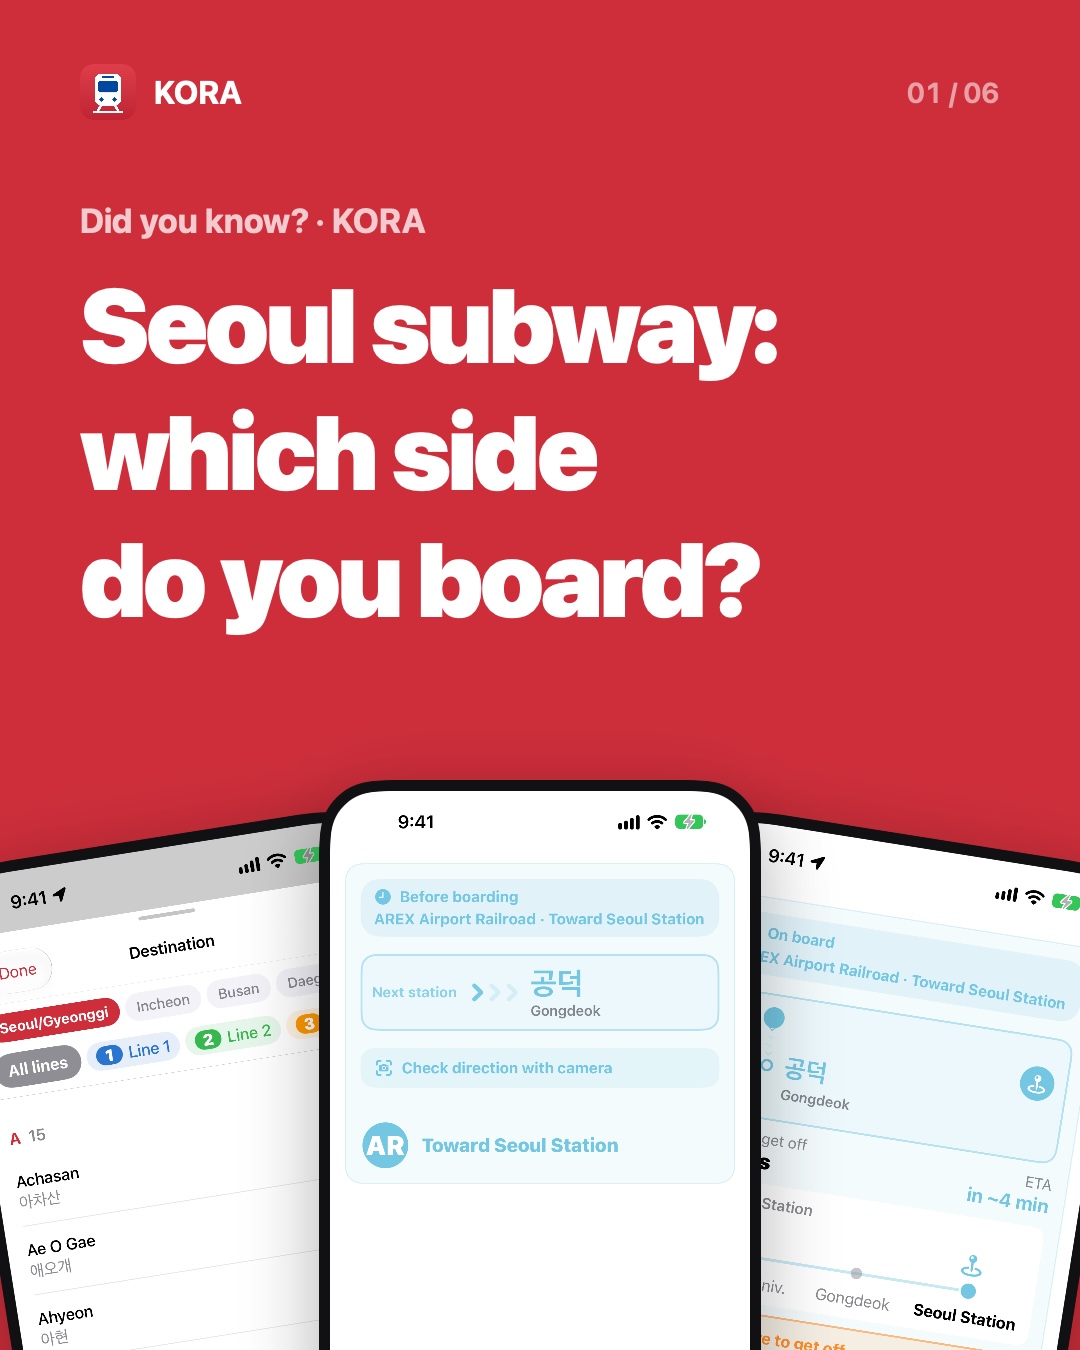 KORA
01 / 06
Did you know? · KORA
Seoul subway:
which side
do you board?
9:41
Done
Destination
Seoul/Gyeonggi
Incheon
Busan
All lines
1 Line 1
2 Line 2
3
A 15
Achasan
아차산
Ae O Gae
애오개
Ahyeon
아현
9:41
Before boarding
AREX Airport Railroad · Toward Seoul Station
Next station
공덕
Gongdeok
Check direction with camera
AR Toward Seoul Station
9:41
On board
Airport Railroad · Toward Seoul Station
공덕
Gongdeok
get off
ETA
in ~4 min
Station
Gongdeok
Seoul Station
to get off